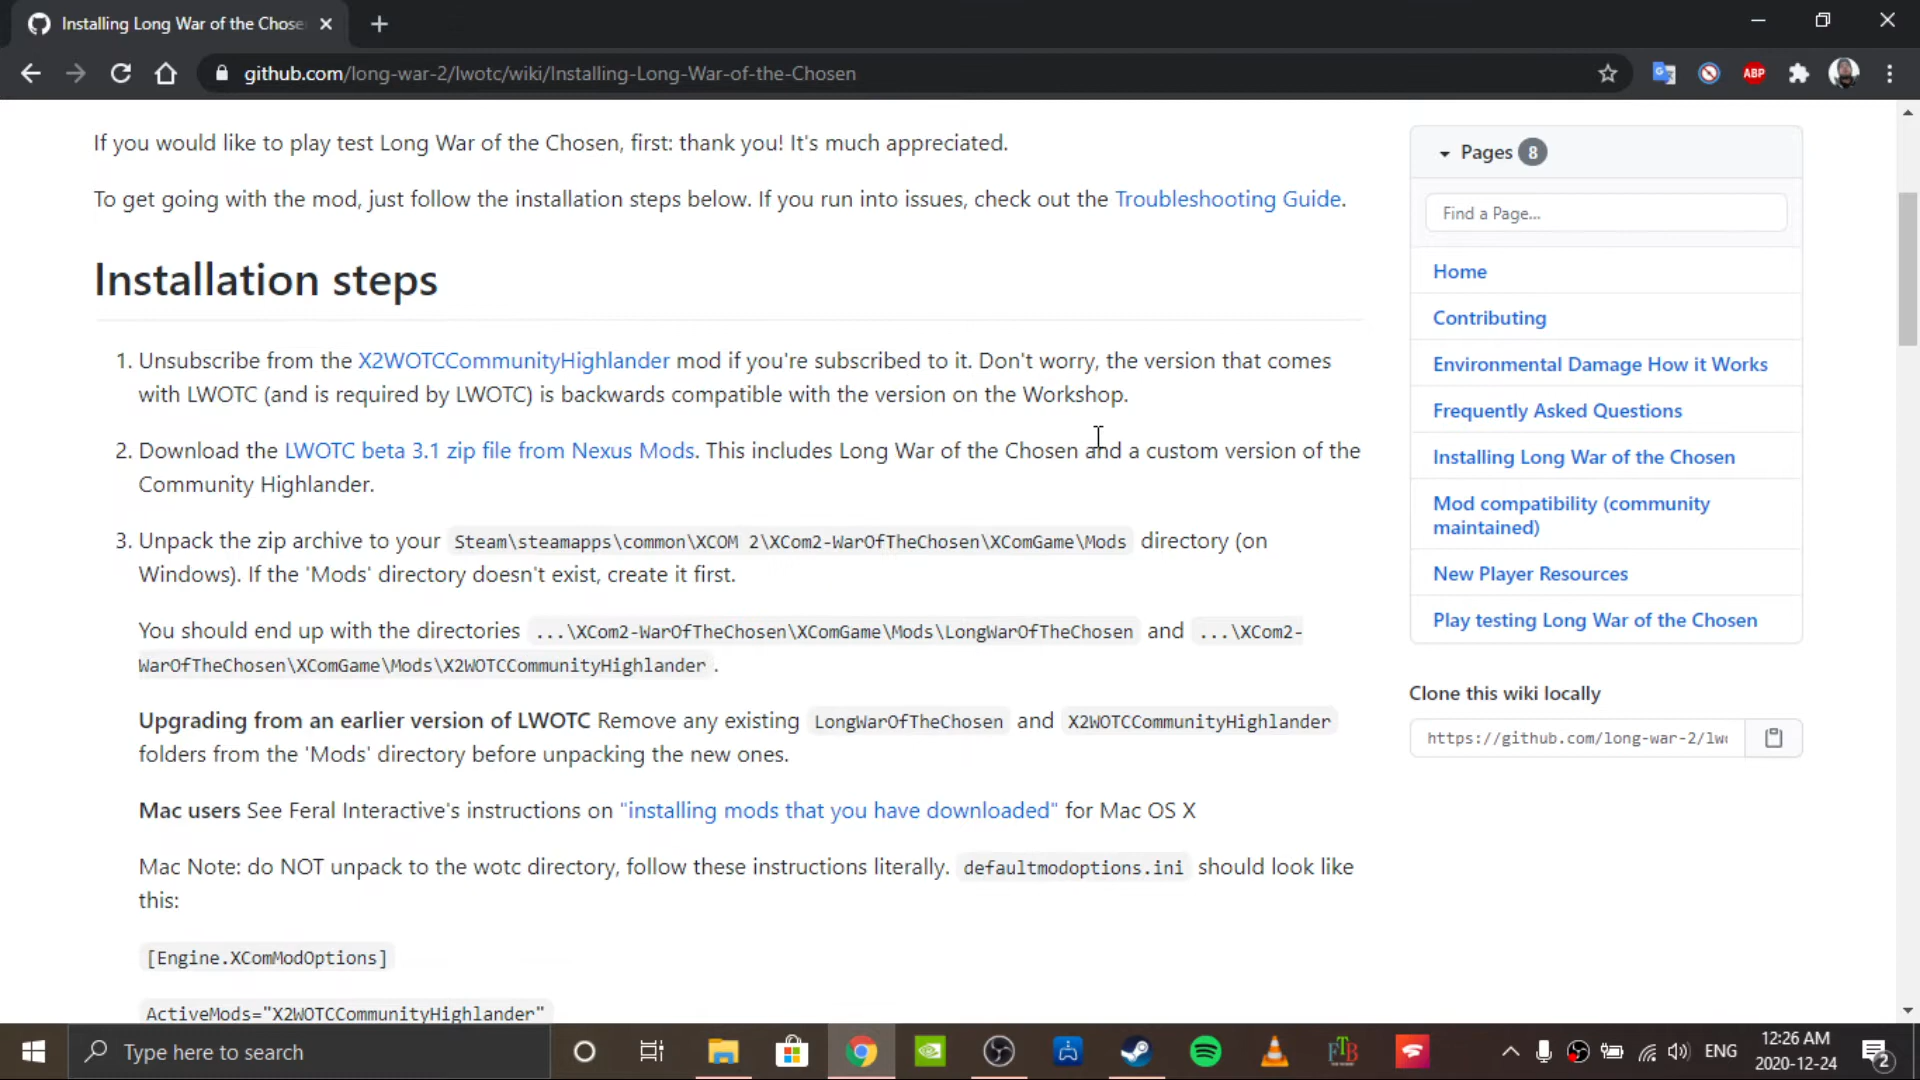 Installing Long War of the Chose
github.com/long-war-2/lwotc/wiki/Installing-Long-War-of-the-Chosen
ABP
If you would like to play test Long War of the Chosen, first: thank you! It's much appreciated.
To get going with the mod, just follow the installation steps below. If you run into issues, check out the Troubleshooting Guide.
Installation steps
1. Unsubscribe from the X2WOTCCommunityHighlander mod if you're subscribed to it. Don't worry, the version that comes
with LWOTC (and is required by LWOTC) is backwards compatible with the version on the Workshop.
2. Download the LWOTC beta 3.1 zip file from Nexus Mods. This includes Long War of the Chosen and a custom version of the
Community Highlander.
3. Unpack the zip archive to your Steam\steamapps\common\XCOM 2\XCom2-WarOfTheChosen\XComGame\Mods directory (on
Windows). If the 'Mods' directory doesn't exist, create it first.
You should end up with the directories ...\XCom2-WarOfTheChosen\XComGame\Mods\LongWarOfTheChosen and ...\XCom2-
WarOfTheChosen\XComGame\Mods\X2WOTCCommunityHighlander .
Upgrading from an earlier version of LWOTC Remove any existing LongWarOfTheChosen and X2WOTCCommunityHighlander
folders from the 'Mods' directory before unpacking the new ones.
Mac users See Feral Interactive's instructions on "installing mods that you have downloaded" for Mac OS X
Mac Note: do NOT unpack to the wotc directory, follow these instructions literally. defaultmodoptions.ini should look like
this:
[Engine.XComModOptions]
ActiveMods="X2WOTCCommunityHighlander"
Pages 8
Find a Page...
Home
Contributing
Environmental Damage How it Works
Frequently Asked Questions
Installing Long War of the Chosen
Mod compatibility (community
maintained)
New Player Resources
Play testing Long War of the Chosen
Clone this wiki locally
https://github.com/long-war-2/lw
Type here to search
FTB
ENG
12:26 AM
2020-12-24
2